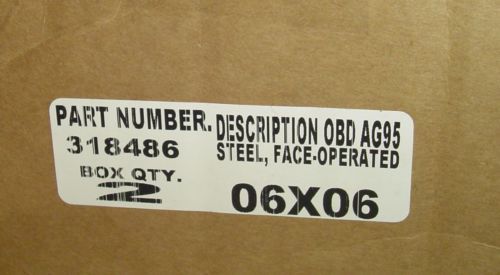 PART NUMBER.
318486
BOX QTY.
2
DESCRIPTION OBD AG95
STEEL, FACE-OPERATED
06X06